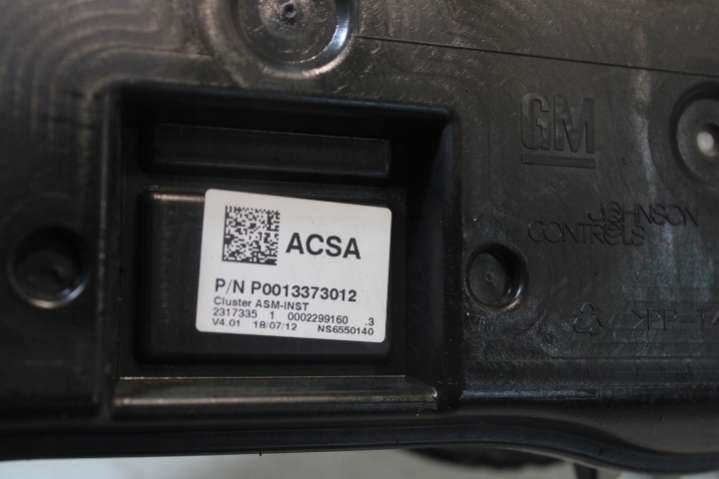 ACSA
P/N P0013373012
Cluster ASM-INST
2317335 1 0002299160 .3
V4.01 18/07/12 NS6550140
GM
JOHNSON
CONTROLS